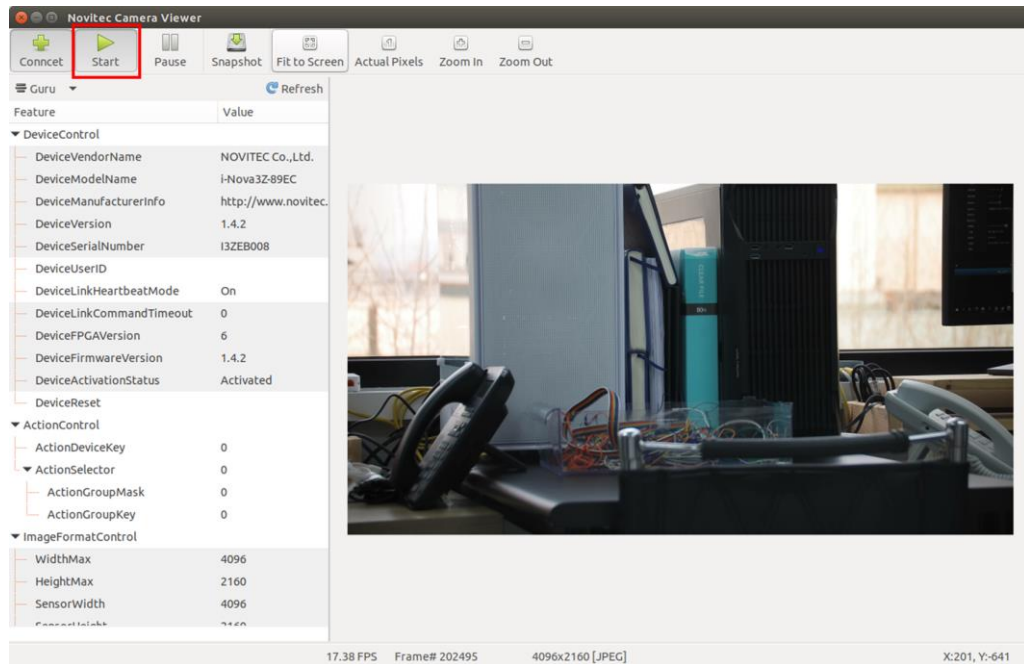 Novitec Camera Viewer
Conncet Start Pause Snapshot Fit to Screen Actual Pixels Zoom In Zoom Out
Guru Refresh
Feature Value
DeviceControl
DeviceVendorName NOVITEC Co.,Ltd.
DeviceModelName i-Nova3Z-89EC
DeviceManufacturerInfo http://www.novitec.
DeviceVersion 1.4.2
DeviceSerialNumber I3ZEB008
DeviceUserID
DeviceLinkHeartbeatMode On
DeviceLinkCommandTimeout 0
DeviceFPGAVersion 6
DeviceFirmwareVersion 1.4.2
DeviceActivationStatus Activated
DeviceReset
ActionControl
ActionDeviceKey 0
ActionSelector 0
ActionGroupMask 0
ActionGroupKey 0
ImageFormatControl
WidthMax 4096
HeightMax 2160
SensorWidth 4096
SensorHeight 2160
CLEAR FILE
17.38 FPS Frame# 202495 4096x2160 [JPEG] X:201, Y:-641